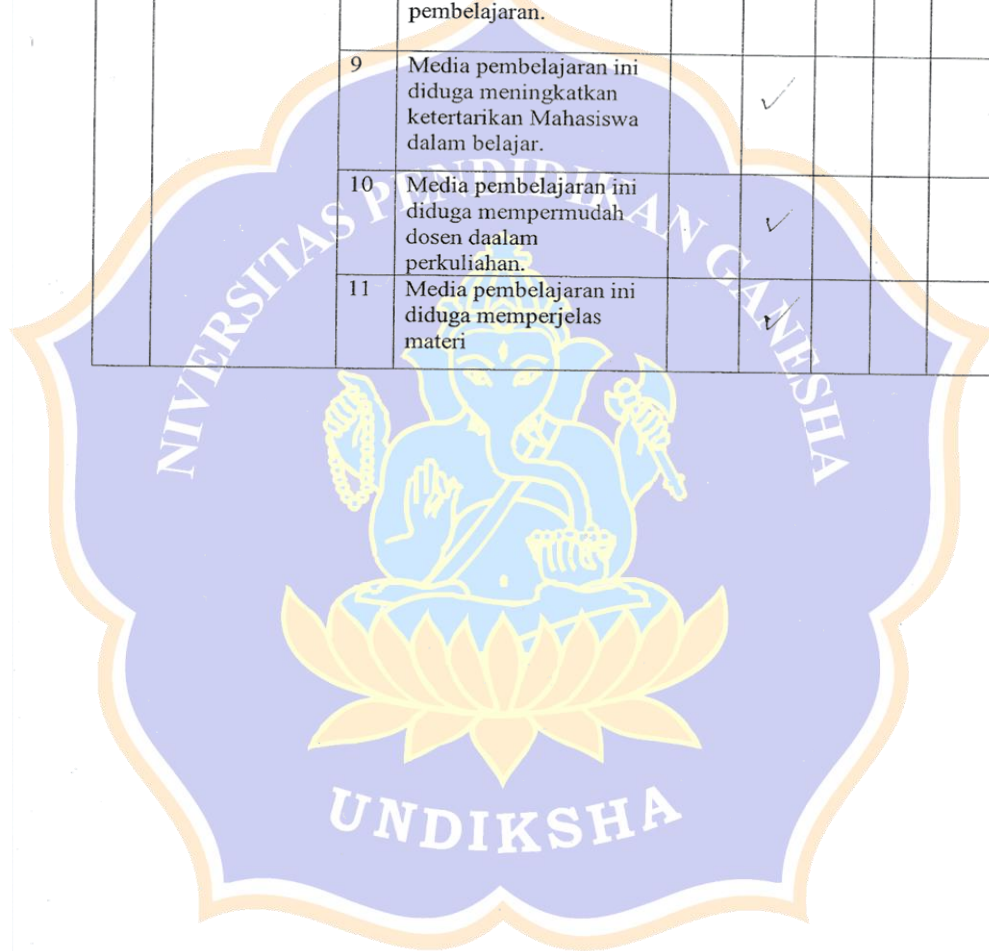 pembelajaran.
9 Media pembelajaran ini
diduga meningkatkan
ketertarikan Mahasiswa
dalam belajar.
10 Media pembelajaran ini
diduga mempermudah
dosen daalam
perkuliahan.
11 Media pembelajaran ini
diduga memperjelas
materi
NIVERSITAS PENDIDIKAN GANESHA
UNDIKSHA